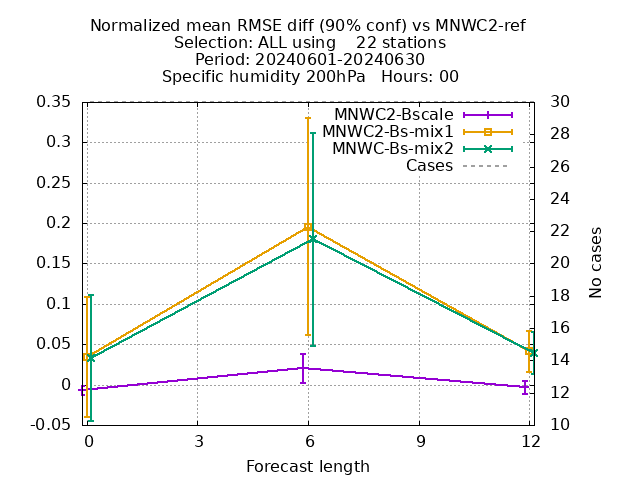 Normalized mean RMSE diff (90% conf) vs MNWC2-ref
Selection: ALL using    22 stations
Period: 20240601-20240630
Specific humidity 200hPa   Hours: 00
MNWC2-Bscale
MNWC2-Bs-mix1
MNWC-Bs-mix2
Cases
0.35
0.3
0.25
0.2
0.15
0.1
0.05
0
-0.05
30
28
26
24
22
20
18
16
14
12
10
No cases
0
3
6
9
12
Forecast length